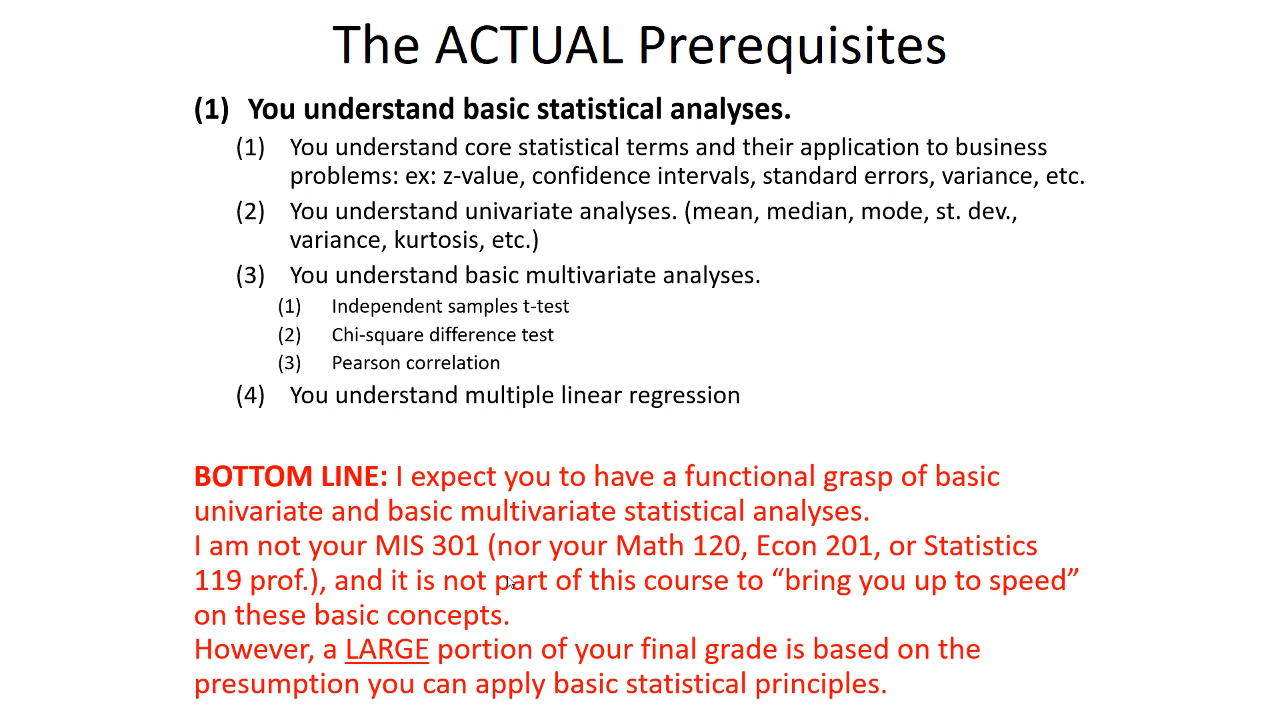 The ACTUAL Prerequisites
(1) You understand basic statistical analyses.
(1) You understand core statistical terms and their application to business
problems: ex: z-value, confidence intervals, standard errors, variance, etc.
(2) You understand univariate analyses. (mean, median, mode, st. dev.,
variance, kurtosis, etc.)
(3) You understand basic multivariate analyses.
(1) Independent samples t-test
(2) Chi-square difference test
(3) Pearson correlation
(4) You understand multiple linear regression
BOTTOM LINE: I expect you to have a functional grasp of basic
univariate and basic multivariate statistical analyses.
I am not your MIS 301 (nor your Math 120, Econ 201, or Statistics
119 prof.), and it is not part of this course to “bring you up to speed”
on these basic concepts.
However, a LARGE portion of your final grade is based on the
presumption you can apply basic statistical principles.